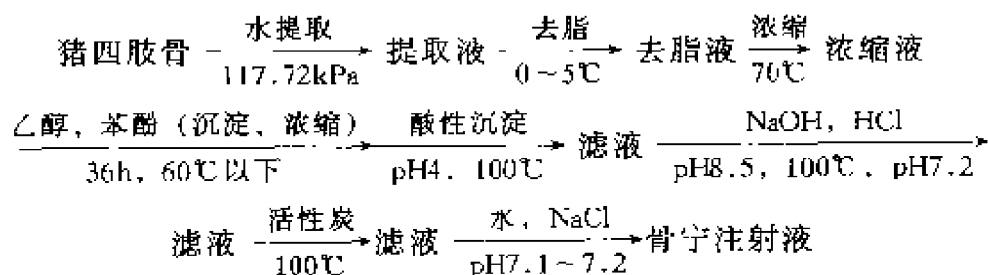 猪四肢骨 水提取 117.72kPa 提取液 去脂 0~5℃ 去脂液 浓缩 70℃ 浓缩液
乙醇，苯酚（沉淀、浓缩） 36h，60℃以下 酸性沉淀 pH4．100℃ 滤液 NaOH，HCl pH8.5，100℃．pH7.2
滤液 活性炭 100℃ 滤液 水，NaCl pH7.1~7.2 骨宁注射液